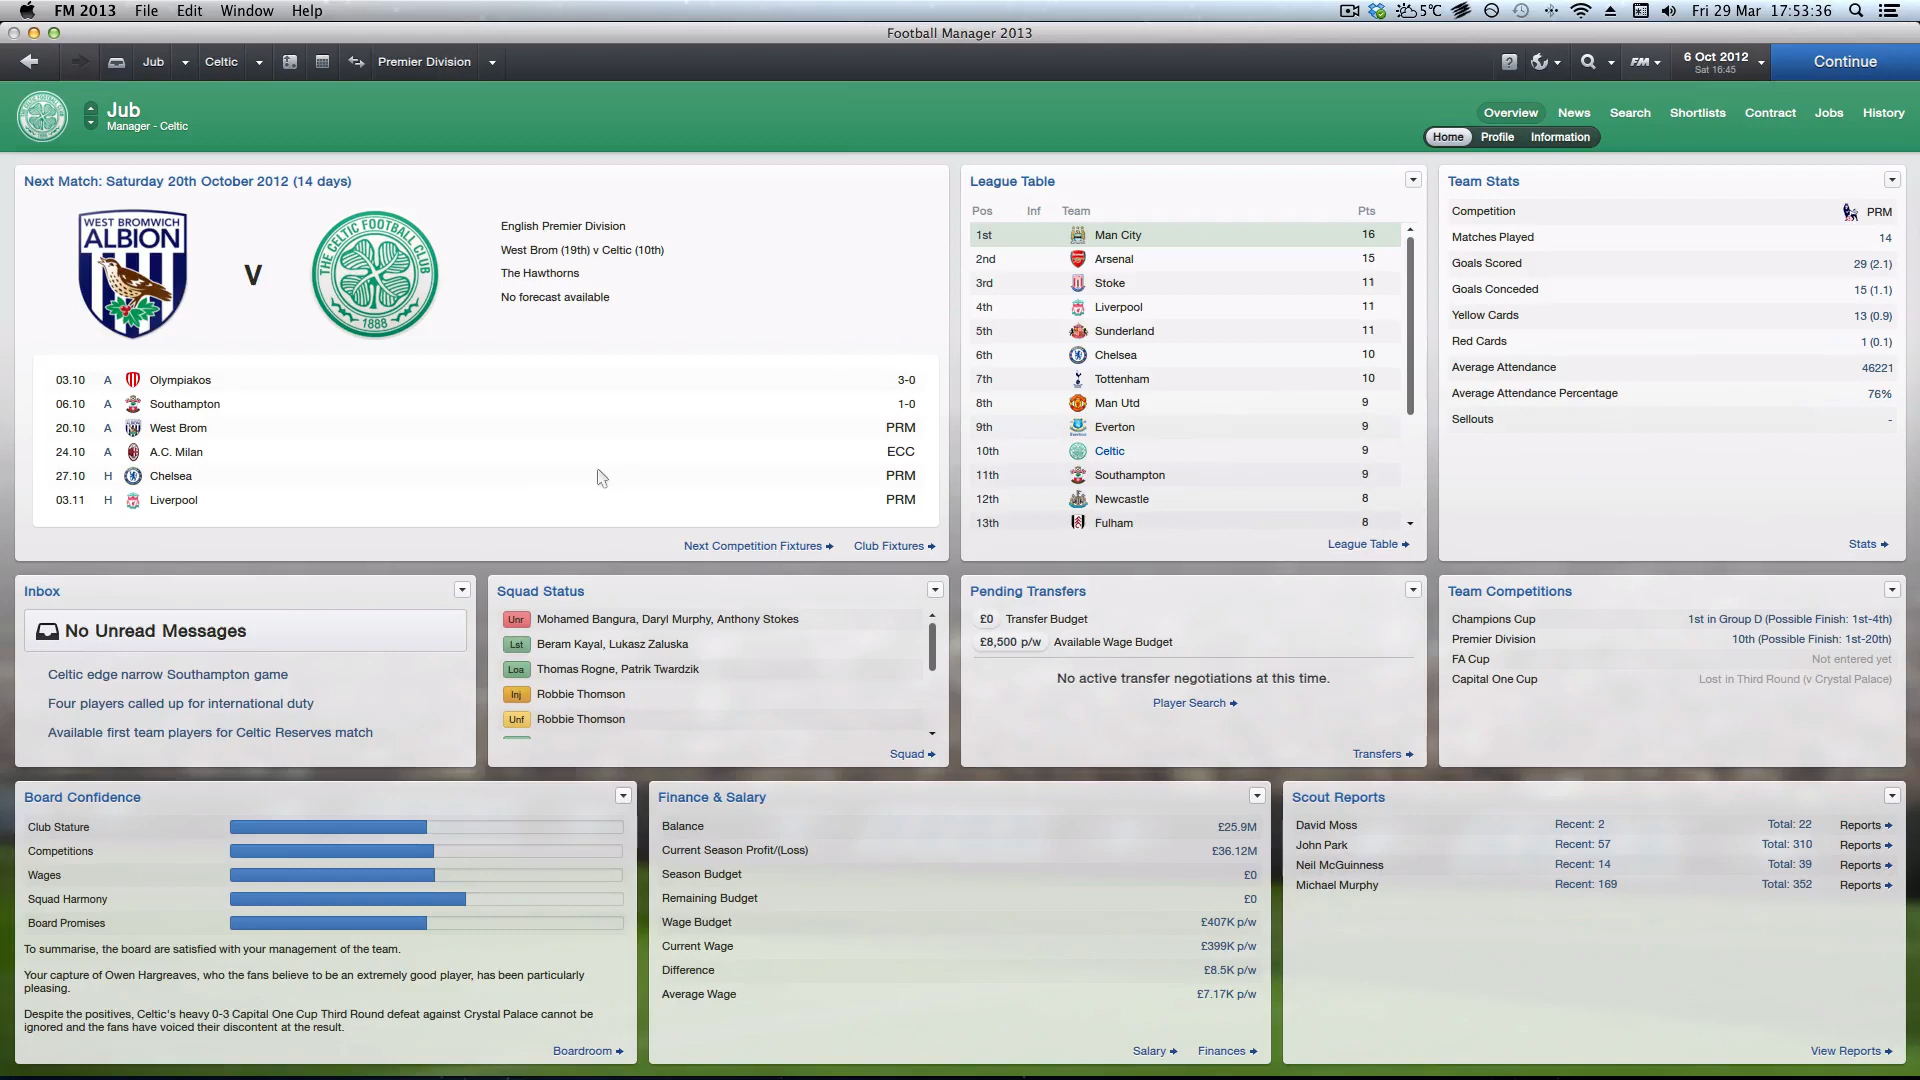 FM 2013 File Edit Window Help
5°C Fri 29 Mar 17:53:36
Football Manager 2013
Jub Celtic Premier Division
? FM 6 Oct 2012 Continue
Sat 16:45
Jub
Manager - Celtic
Overview News Search Shortlists Contract Jobs History
Home Profile Information
Next Match: Saturday 20th October 2012 (14 days)
WEST BROMWICH
ALBION
V
THE CELTIC FOOTBALL CLUB
1888
English Premier Division
West Brom (19th) v Celtic (10th)
The Hawthorns
No forecast available
03.10 A Olympiakos 3-0
06.10 A Southampton 1-0
20.10 A West Brom PRM
24.10 A A.C. Milan ECC
27.10 H Chelsea PRM
03.11 H Liverpool PRM
Next Competition Fixtures Club Fixtures
League Table
Pos Inf Team Pts
1st Man City 16
2nd Arsenal 15
3rd Stoke 11
4th Liverpool 11
5th Sunderland 11
6th Chelsea 10
7th Tottenham 10
8th Man Utd 9
9th Everton 9
10th Celtic 9
11th Southampton 9
12th Newcastle 8
13th Fulham 8
League Table
Team Stats
Competition PRM
Matches Played 14
Goals Scored 29 (2.1)
Goals Conceded 15 (1.1)
Yellow Cards 13 (0.9)
Red Cards 1 (0.1)
Average Attendance 46221
Average Attendance Percentage 76%
Sellouts -
Stats
Inbox
No Unread Messages
Celtic edge narrow Southampton game
Four players called up for international duty
Available first team players for Celtic Reserves match
Squad Status
Unr Mohamed Bangura, Daryl Murphy, Anthony Stokes
Lst Beram Kayal, Lukasz Zaluska
Loa Thomas Rogne, Patrik Twardzik
Inj Robbie Thomson
Unf Robbie Thomson
Squad
Pending Transfers
£0 Transfer Budget
£8,500 p/w Available Wage Budget
No active transfer negotiations at this time.
Player Search
Transfers
Team Competitions
Champions Cup 1st in Group D (Possible Finish: 1st-4th)
Premier Division 10th (Possible Finish: 1st-20th)
FA Cup Not entered yet
Capital One Cup Lost in Third Round (v Crystal Palace)
Board Confidence
Club Stature
Competitions
Wages
Squad Harmony
Board Promises
To summarise, the board are satisfied with your management of the team.
Your capture of Owen Hargreaves, who the fans believe to be an extremely good player, has been particularly
pleasing.
Despite the positives, Celtic's heavy 0-3 Capital One Cup Third Round defeat against Crystal Palace cannot be
ignored and the fans have voiced their discontent at the result.
Boardroom
Finance & Salary
Balance £25.9M
Current Season Profit/(Loss) £36.12M
Season Budget £0
Remaining Budget £0
Wage Budget £407K p/w
Current Wage £399K p/w
Difference £8.5K p/w
Average Wage £7.17K p/w
Salary Finances
Scout Reports
David Moss Recent: 2 Total: 22 Reports
John Park Recent: 57 Total: 310 Reports
Neil McGuinness Recent: 14 Total: 39 Reports
Michael Murphy Recent: 169 Total: 352 Reports
View Reports